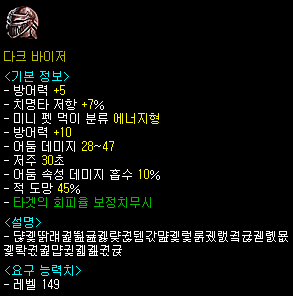 다크 바이저
<기본 정보>
- 방어력 +5
- 치명타 저항 +7%
- 미니 펫 먹이 분류 에너지형
- 방어력 +10
- 어둠 데미지 28~47
- 저주 30초
- 어둠 속성 데미지 흡수 10%
- 적 도망 45%
- 타겟의 회피율 보정치무시
<설명>
<요구 능력치>
- 레벨 149